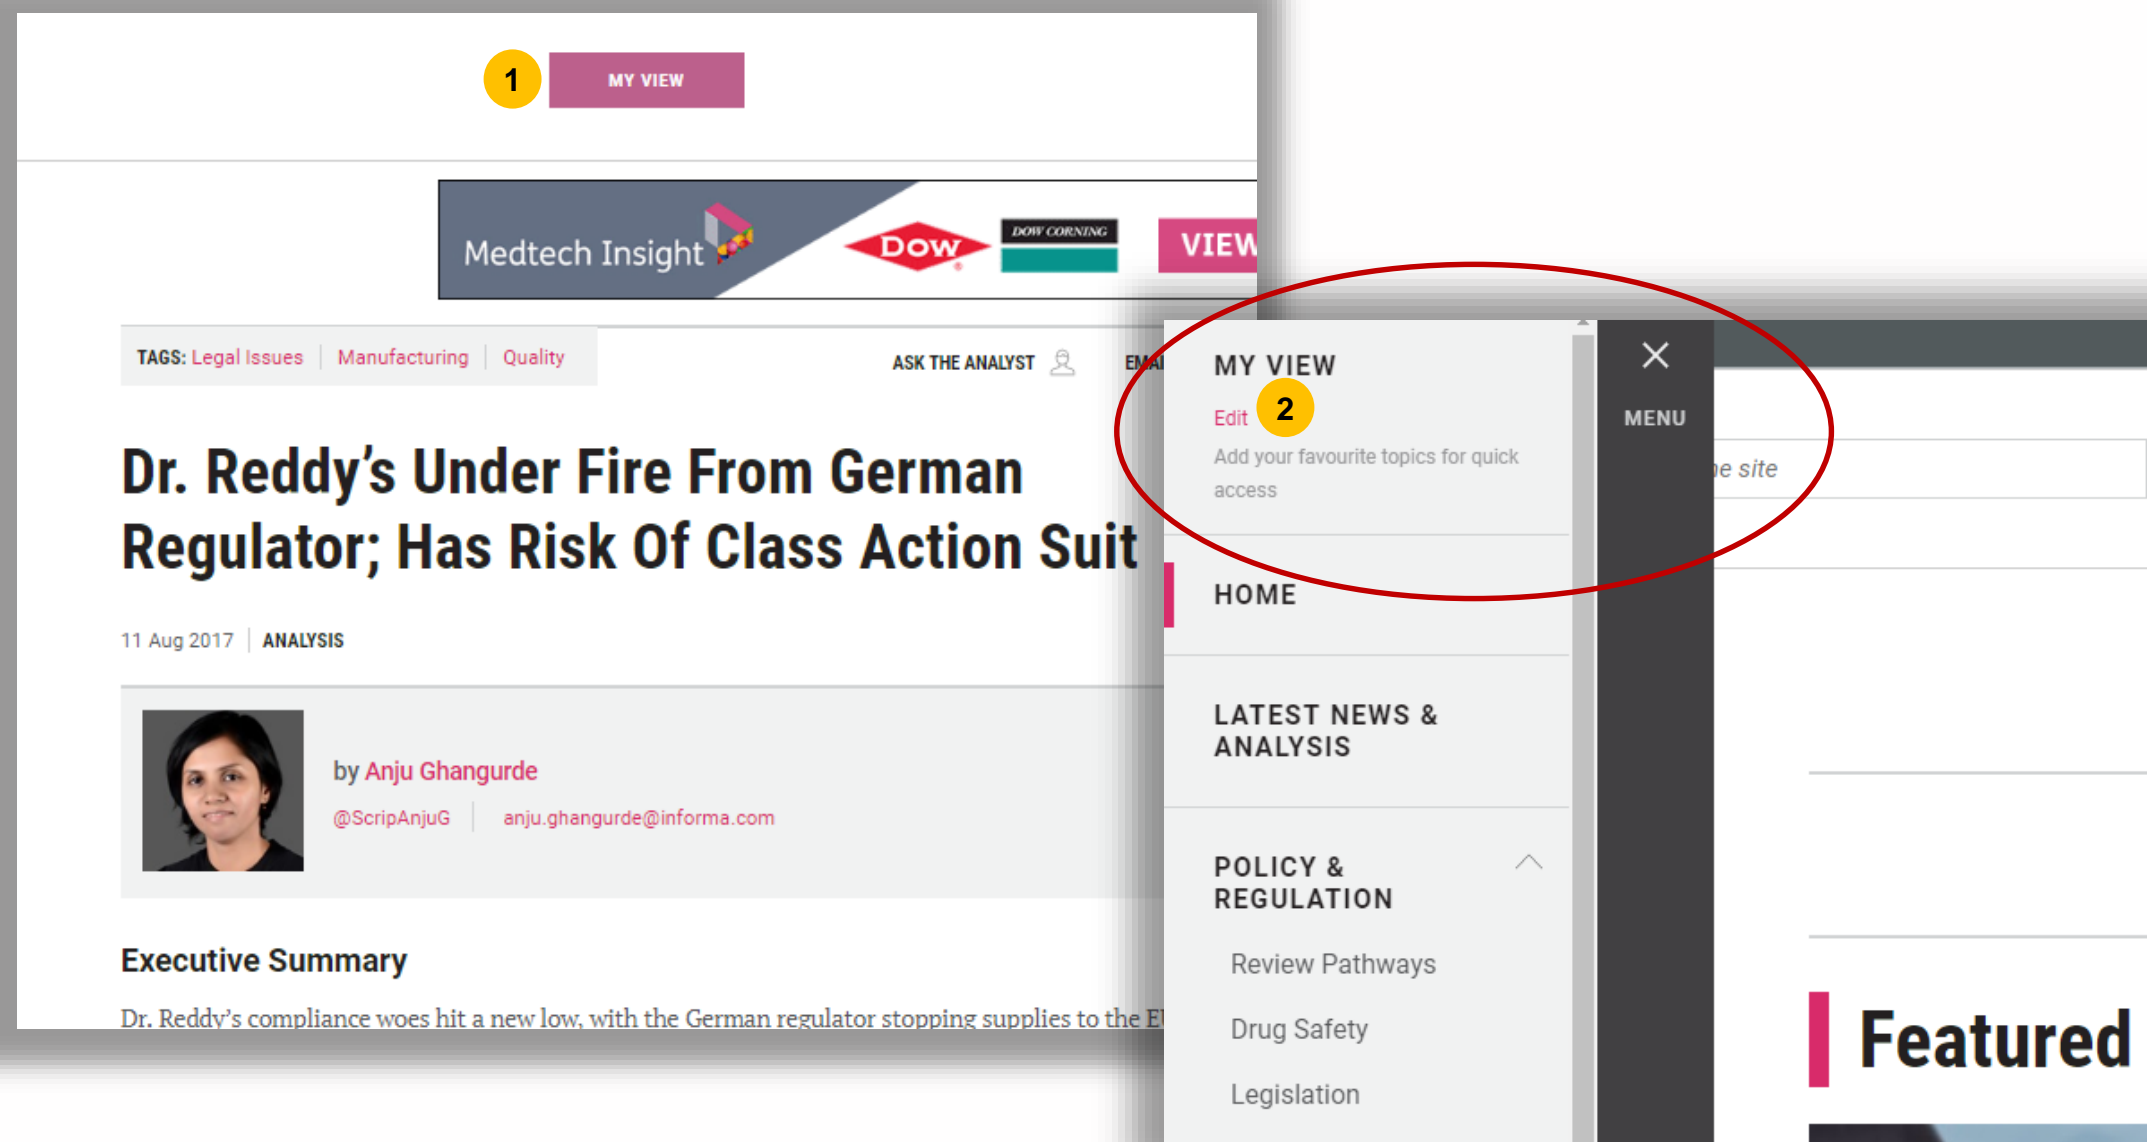 1
MY VIEW
Medtech Insight
DOW
DOW CORNING
VIEW
TAGS: Legal Issues | Manufacturing | Quality
ASK THE ANALYST
Dr. Reddy’s Under Fire From German
Regulator; Has Risk Of Class Action Suit
11 Aug 2017 | ANALYSIS
by Anju Ghangurde
@ScripAnjuG | anju.ghangurde@informa.com
Executive Summary
Dr. Reddy’s compliance woes hit a new low, with the German regulator stopping supplies to the
MY VIEW
Edit
2
Add your favourite topics for quick
access
HOME
LATEST NEWS &
ANALYSIS
POLICY &
REGULATION
Review Pathways
Drug Safety
Legislation
MENU
site
Featured